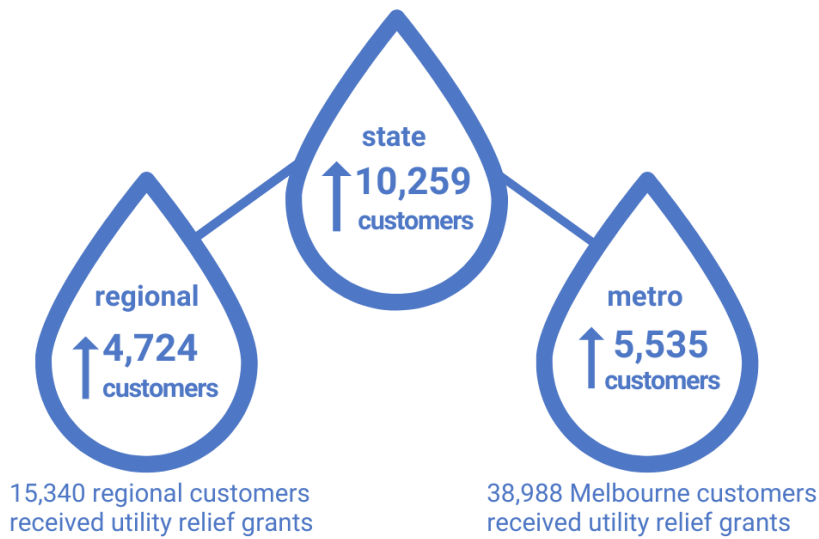 state
10,259
customers
regional
4,724
customers
metro
5,535
customers
15,340 regional customers
received utility relief grants
38,988 Melbourne customers
received utility relief grants